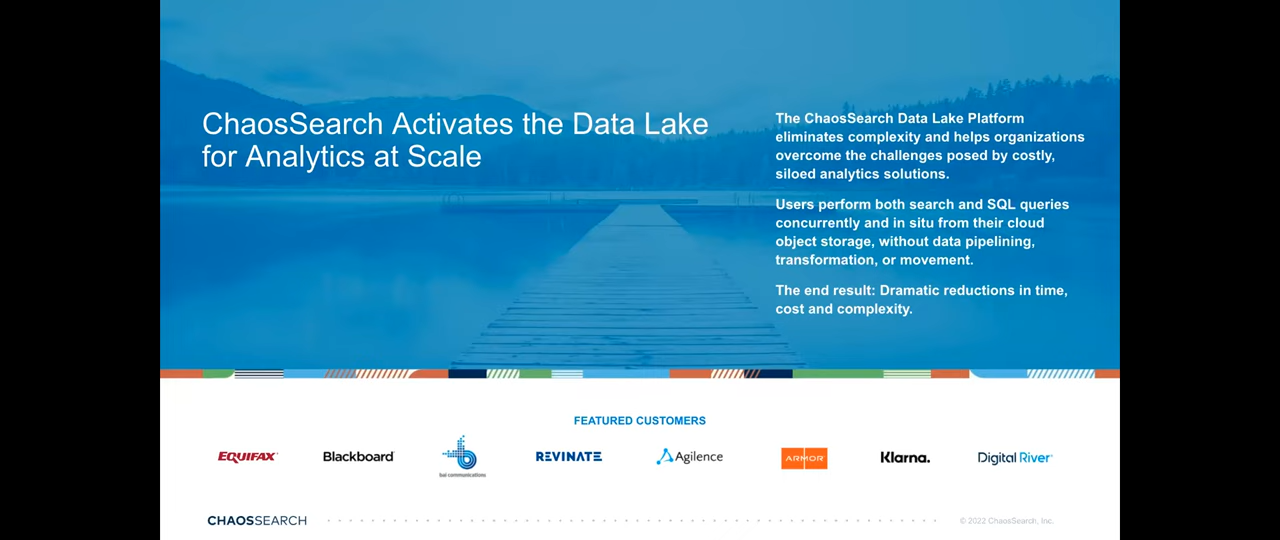 ChaosSearch Activates the Data Lake
for Analytics at Scale
The ChaosSearch Data Lake Platform
eliminates complexity and helps organizations
overcome the challenges posed by costly,
siloed analytics solutions.
Users perform both search and SQL queries
concurrently and in situ from their cloud
object storage, without data pipelining,
transformation, or movement.
The end result: Dramatic reductions in time,
cost and complexity.
FEATURED CUSTOMERS
EQUIFAX
Blackboard
bai communications
REVINATE
Agilence
ARMOR
Klarna.
Digital River
CHAOSSEARCH
© 2022 ChaosSearch, Inc.